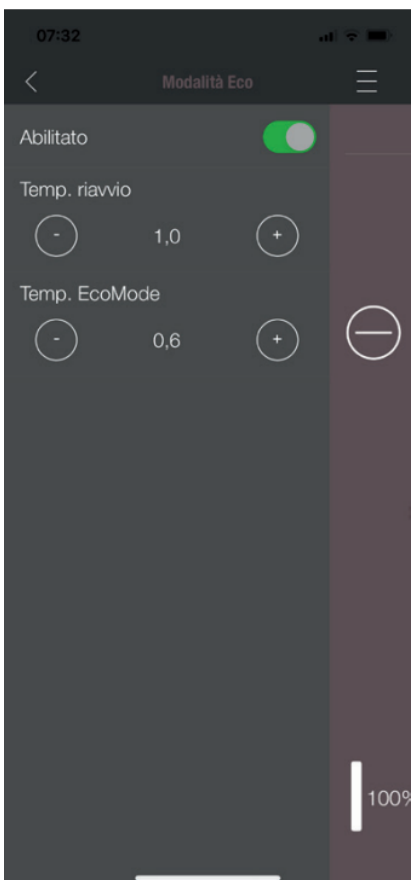 07:32
Modalità Eco
Abilitato
Temp. riavvio
- 1,0 +
Temp. EcoMode
- 0,6 +
100%